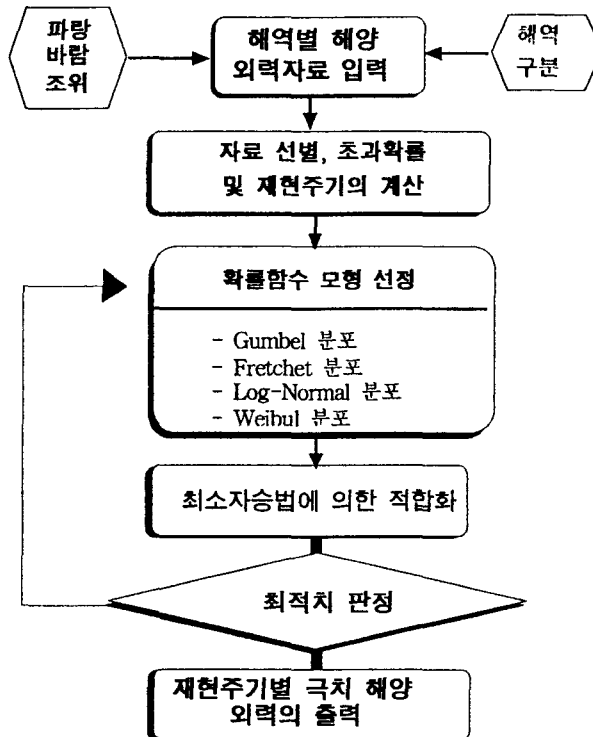 파랑
바람
조위
해역별 해양
외력자료 입력
해역
구분
자료 선별, 초과확률
및 재현주기의 계산
확률함수 모형 선정
- Gumbel 분포
- Fretchet 분포
- Log-Normal 분포
- Weibul 분포
최소자승법에 의한 적합화
최적치 판정
재현주기별 극치 해양
외력의 출력